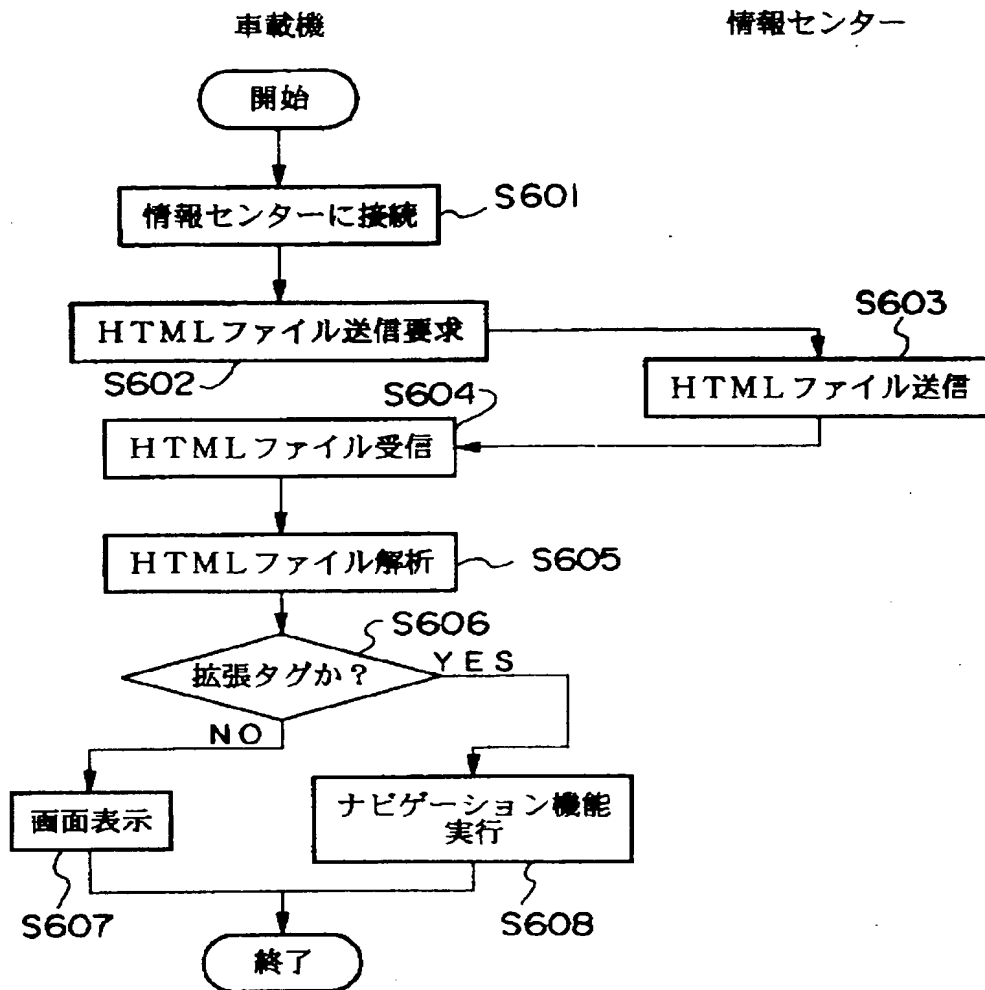 車載機
情報センター
開始
情報センターに接続
S601
HTMLファイル送信要求
S602
S603
HTMLファイル送信
S604
HTMLファイル受信
HTMLファイル解析
S605
S606
拡張タグか？
YES
NO
画面表示
S607
ナビゲーション機能
実行
S608
終了